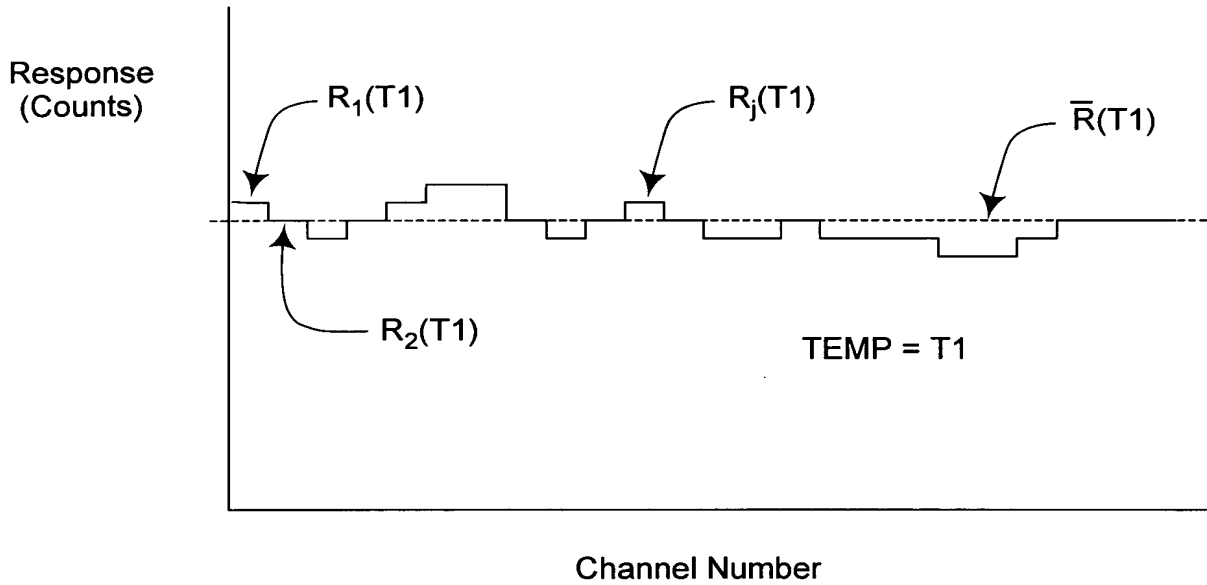 Response
(Counts)
R₁(T1)
Rⱼ(T1)
R̅(T1)
R₂(T1)
TEMP = T1
Channel Number